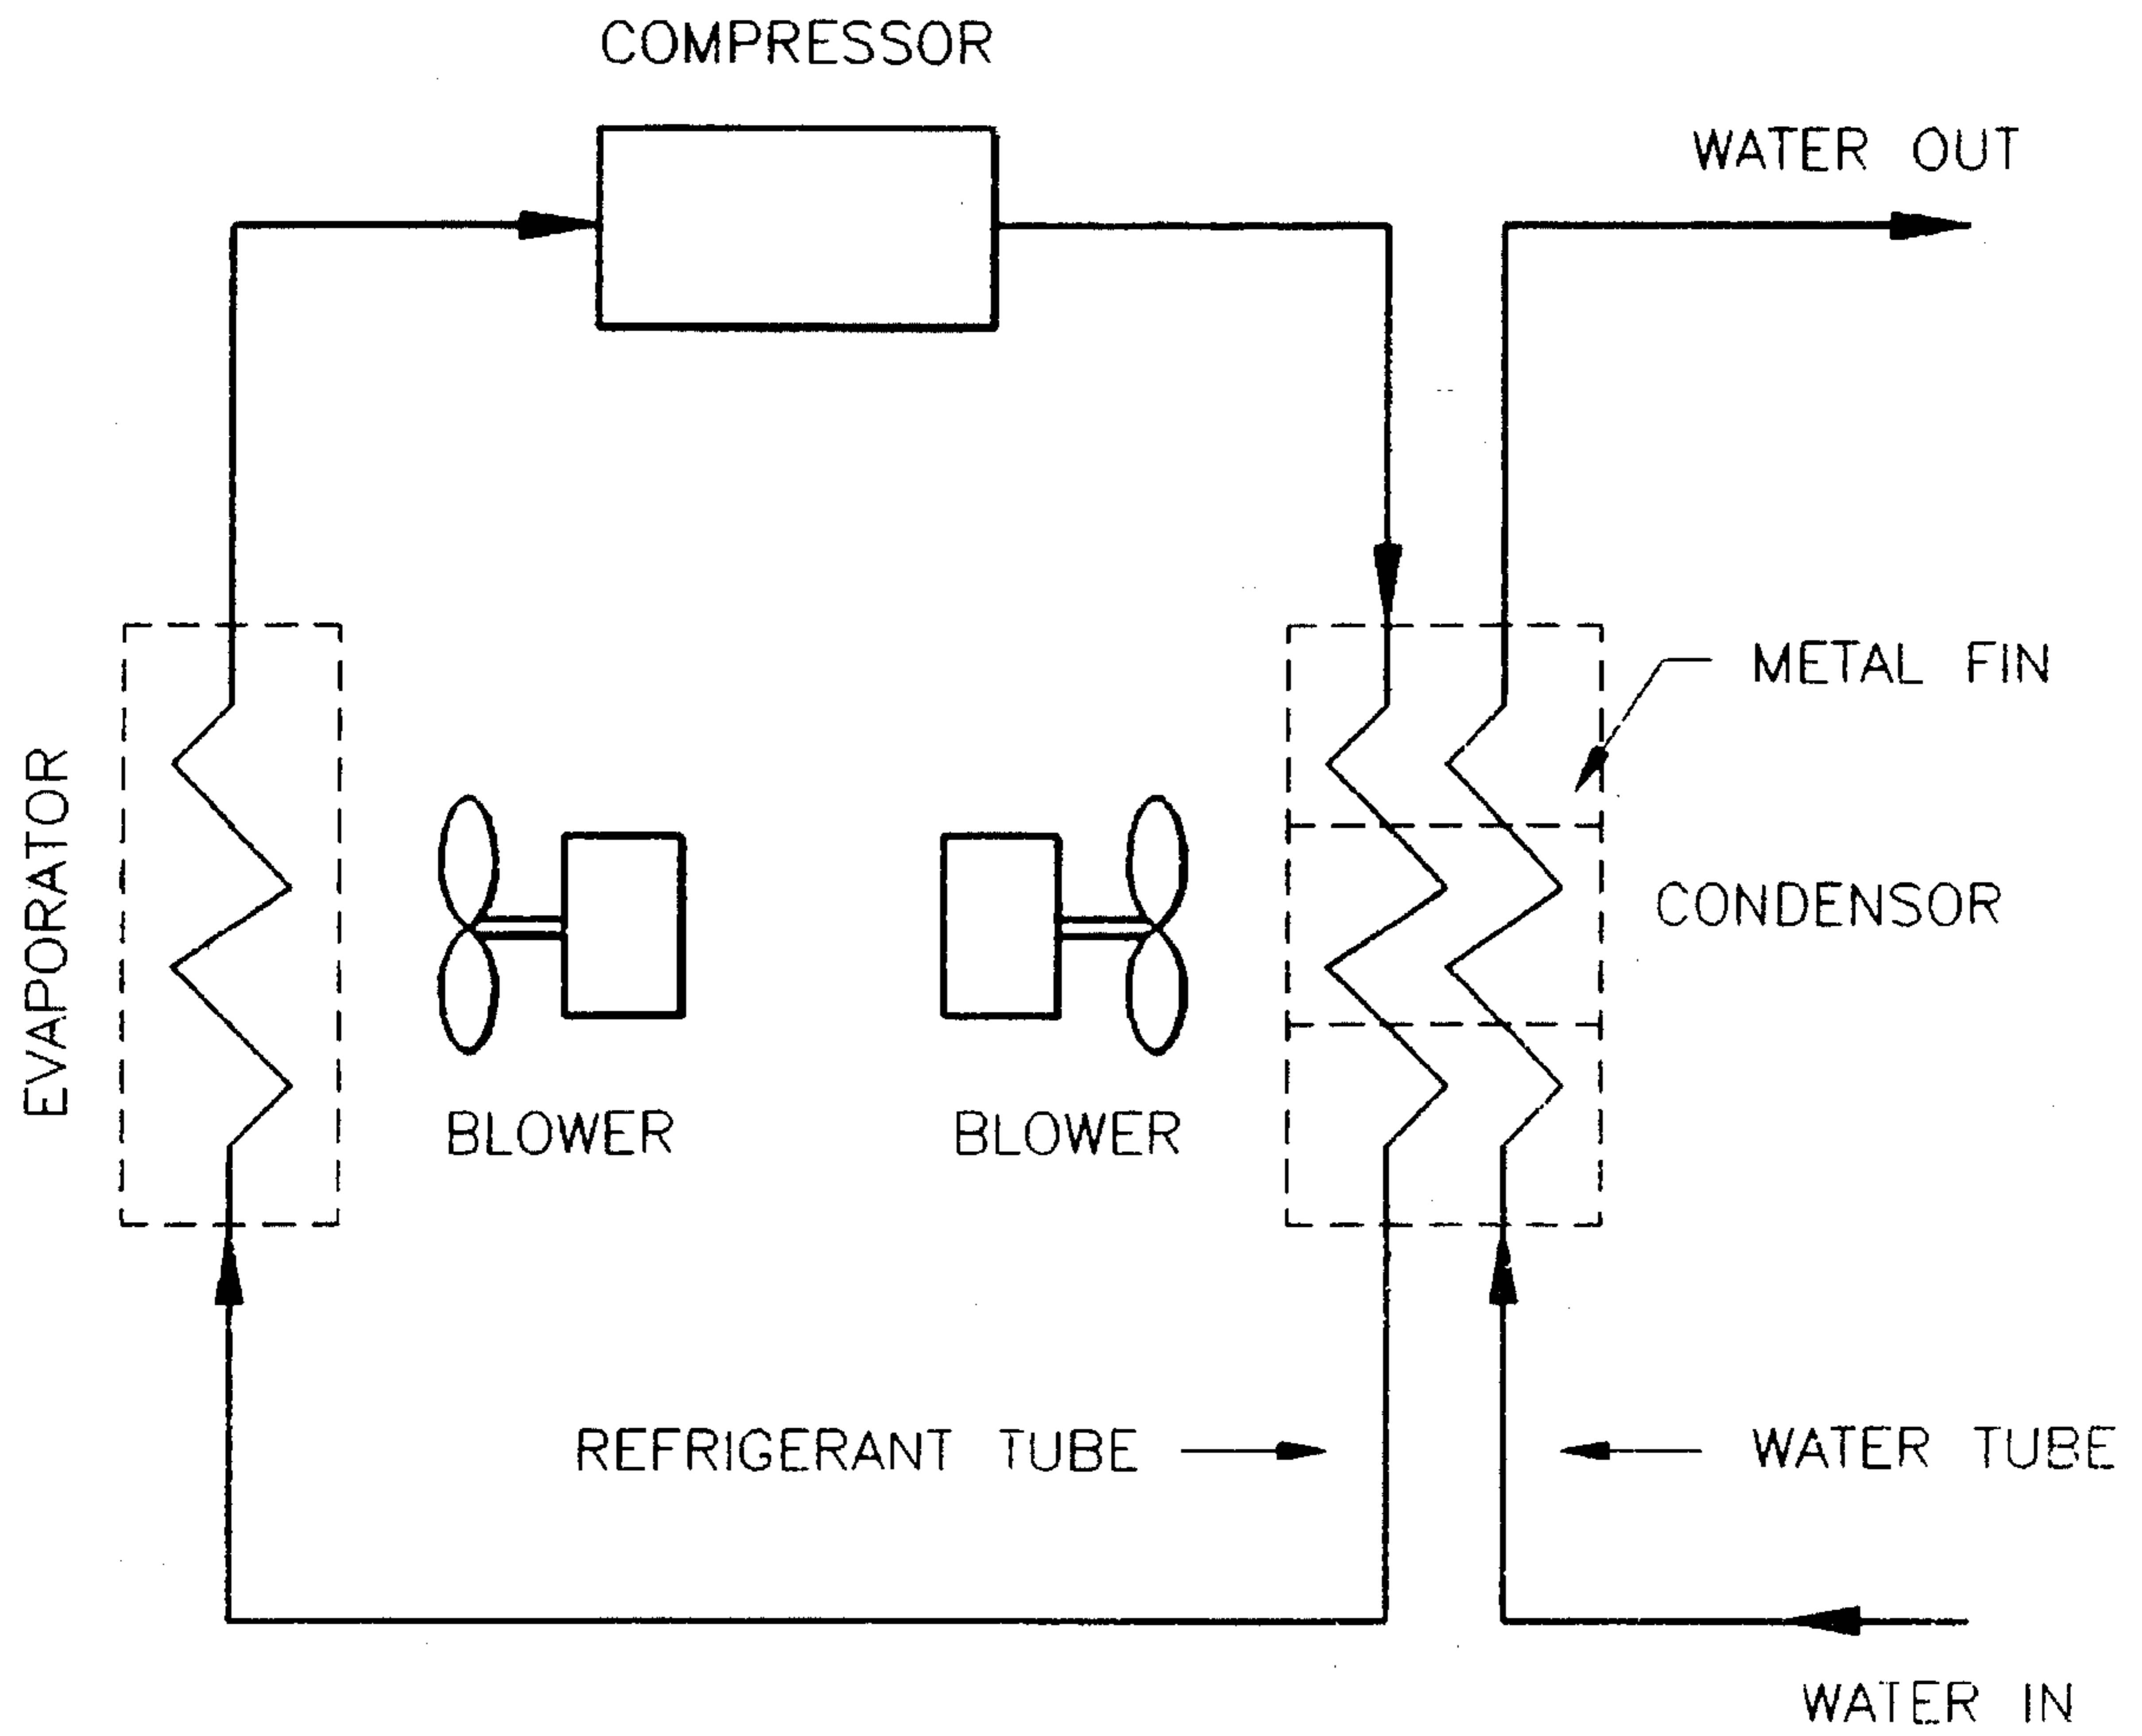 COMPRESSOR
WATER OUT
METAL FIN
EVAPORATOR
CONDENSOR
BLOWER
BLOWER
REFRIGERANT TUBE
WATER TUBE
WATER IN